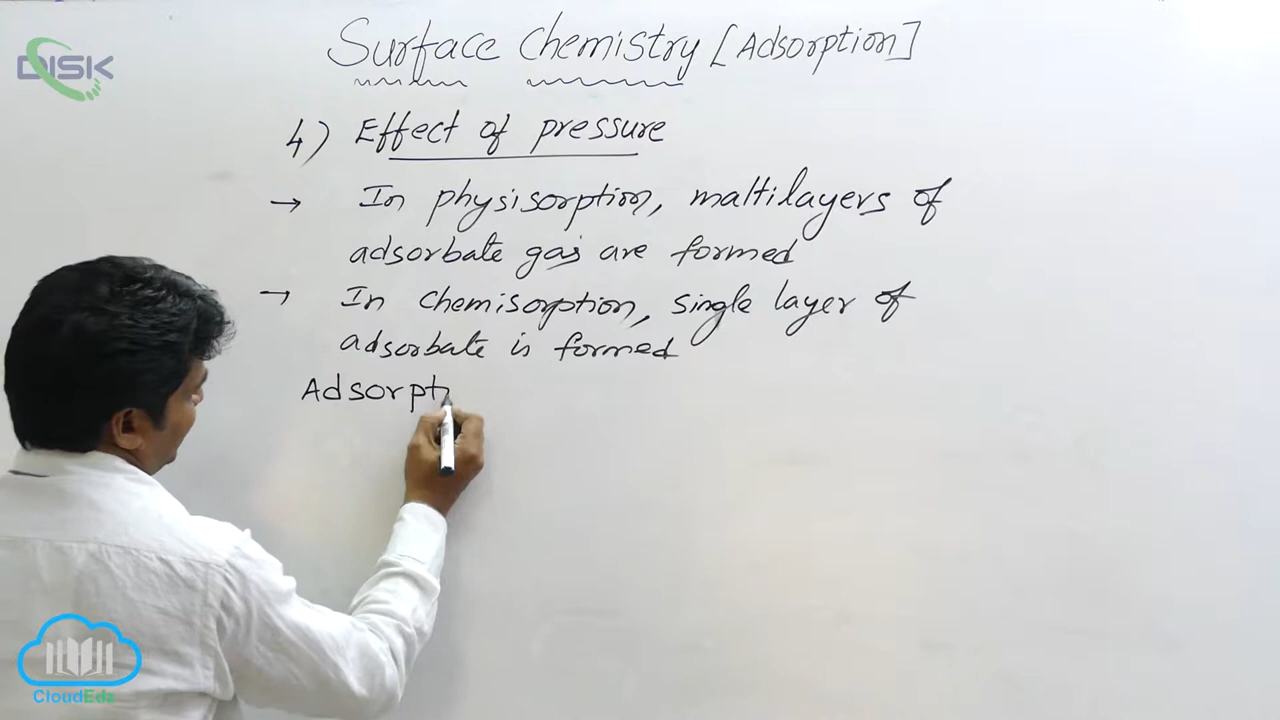 DISK
Surface Chemistry [Adsorption]
4) Effect of pressure
→ In physisorption, maltilayers of
adsorbate gas are formed
→ In chemisorption, single layer of
adsorbate is formed
Adsorpt
CloudEdz